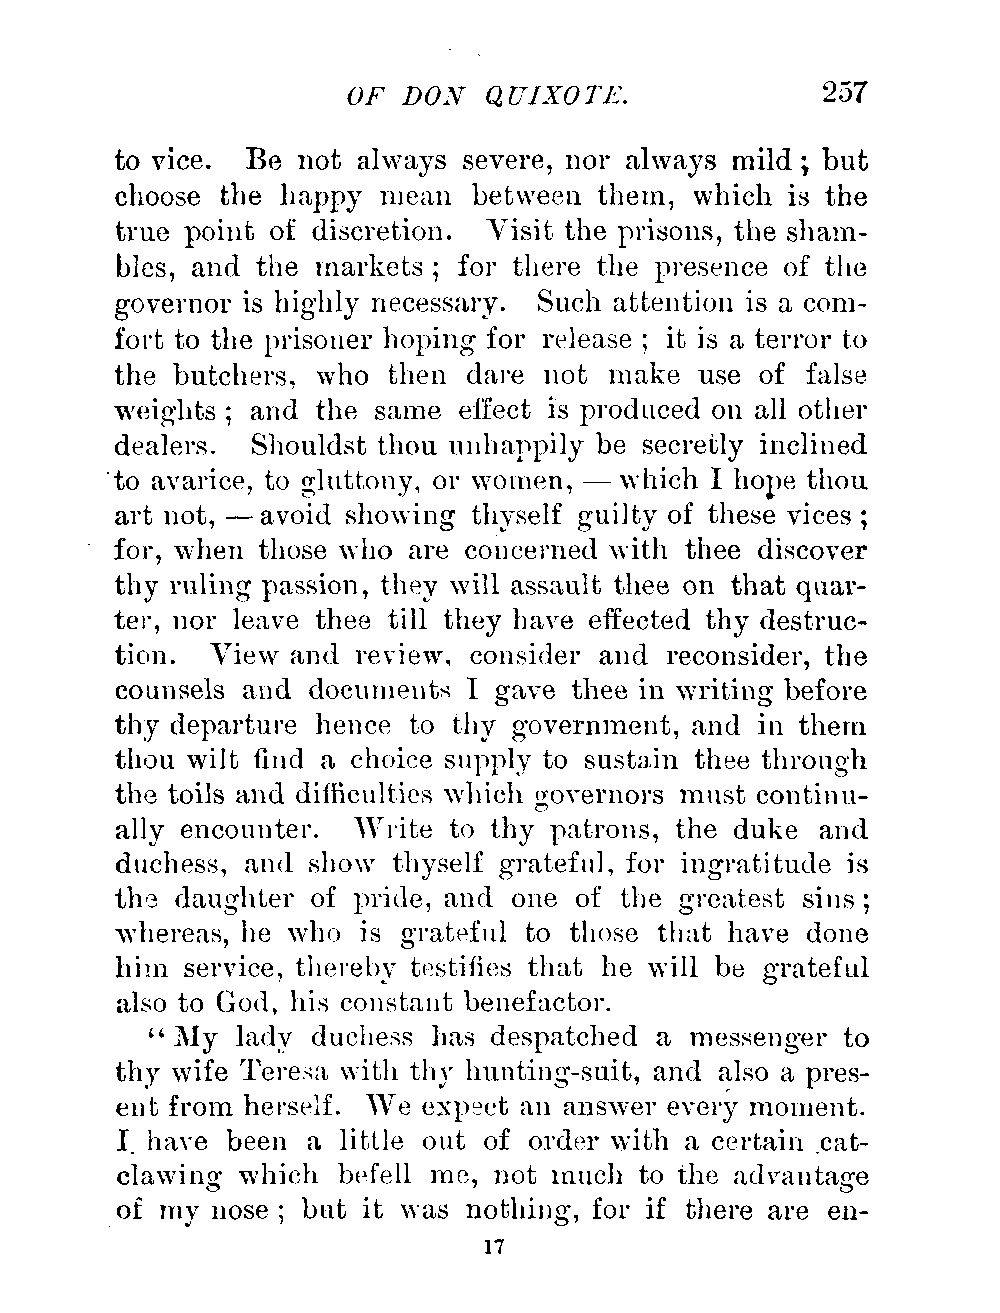 OF DON QUIXOTE. 257
to vice. Be not always severe, nor always mild; but
choose the happy mean between them, which is the
true point of discretion. Visit the prisons, the sham-
bles, and the markets; for there the presence of the
governor is highly necessary. Such attention is a com-
fort to the prisoner hoping for release; it is a terror to
the butchers, who then dare not make use of false
weights; and the same effect is produced on all other
dealers. Shouldst thou unhappily be secretly inclined
to avarice, to gluttony, or women, — which I hope thou
art not, — avoid showing thyself guilty of these vices;
for, when those who are concerned with thee discover
thy ruling passion, they will assault thee on that quar-
ter, nor leave thee till they have effected thy destruc-
tion. View and review, consider and reconsider, the
counsels and documents I gave thee in writing before
thy departure hence to thy government, and in them
thou wilt find a choice supply to sustain thee through
the toils and difficulties which governors must continu-
ally encounter. Write to thy patrons, the duke and
duchess, and show thyself grateful, for ingratitude is
the daughter of pride, and one of the greatest sins;
whereas, he who is grateful to those that have done
him service, thereby testifies that he will be grateful
also to God, his constant benefactor.
"My lady duchess has despatched a messenger to
thy wife Teresa with thy hunting-suit, and also a pres-
ent from herself. We expect an answer every moment.
I have been a little out of order with a certain cat-
clawing which befell me, not much to the advantage
of my nose; but it was nothing, for if there are en-
17